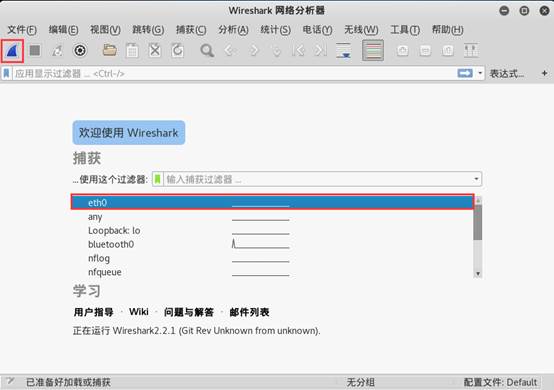 Wireshark 网络分析器
文件(F) 编辑(E) 视图(V) 跳转(G) 捕获(C) 分析(A) 统计(S) 电话(Y) 无线(W) 工具(T) 帮助(H)
应用显示过滤器 ... <Ctrl-/> 表达式... +
欢迎使用 Wireshark
捕获
...使用这个过滤器: 输入捕获过滤器 ...
eth0
any
Loopback: lo
bluetooth0
nflog
nfqueue
学习
用户指导 · Wiki · 问题与解答 · 邮件列表
正在运行 Wireshark2.2.1 (Git Rev Unknown from unknown).
已准备好加载或捕获 无分组 配置文件: Default